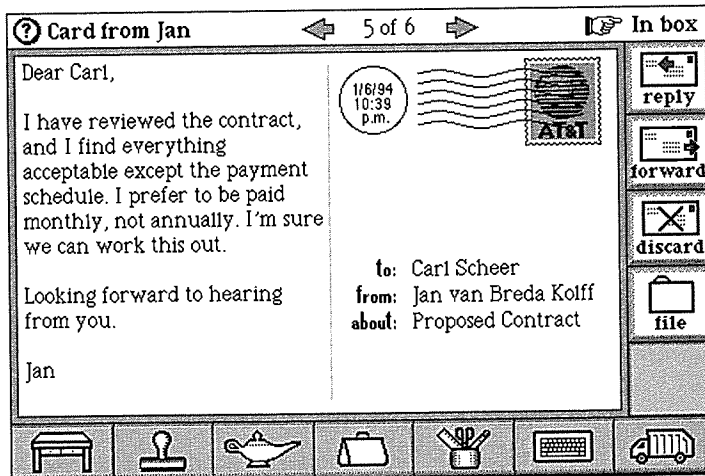 ? Card from Jan
5 of 6
In box
Dear Carl,
I have reviewed the contract,
and I find everything
acceptable except the payment
schedule. I prefer to be paid
monthly, not annually. I'm sure
we can work this out.
Looking forward to hearing
from you.
Jan
1/6/94
10:39
p.m.
AT&T
to: Carl Scheer
from: Jan van Breda Kolff
about: Proposed Contract
reply
forward
discard
file